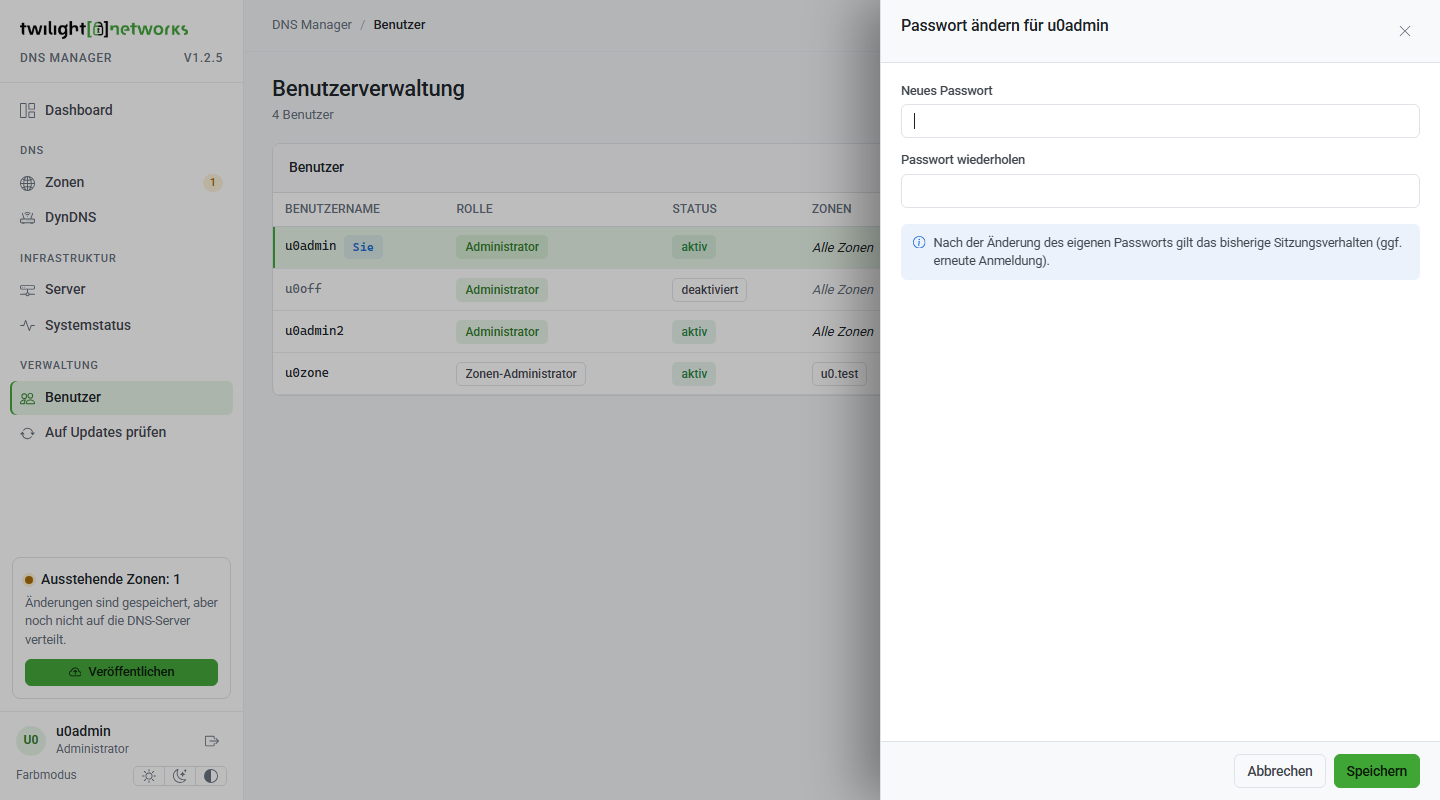 twilight[]networks
DNS MANAGER V1.2.5
Dashboard
DNS
Zonen 1
DynDNS
INFRASTRUKTUR
Server
Systemstatus
VERWALTUNG
Benutzer
Auf Updates prüfen
Ausstehende Zonen: 1
Änderungen sind gespeichert, aber
noch nicht auf die DNS-Server
verteilt.
Veröffentlichen
U0 u0admin
Administrator
Farbmodus
DNS Manager / Benutzer
Benutzerverwaltung
4 Benutzer
Benutzer
BENUTZERNAME ROLLE STATUS ZONEN
u0admin Sie Administrator aktiv Alle Zonen
u0off Administrator deaktiviert Alle Zonen
u0admin2 Administrator aktiv Alle Zonen
u0zone Zonen-Administrator aktiv u0.test
Passwort ändern für u0admin
Neues Passwort
Passwort wiederholen
Nach der Änderung des eigenen Passworts gilt das bisherige Sitzungsverhalten (ggf.
erneute Anmeldung).
Abbrechen Speichern